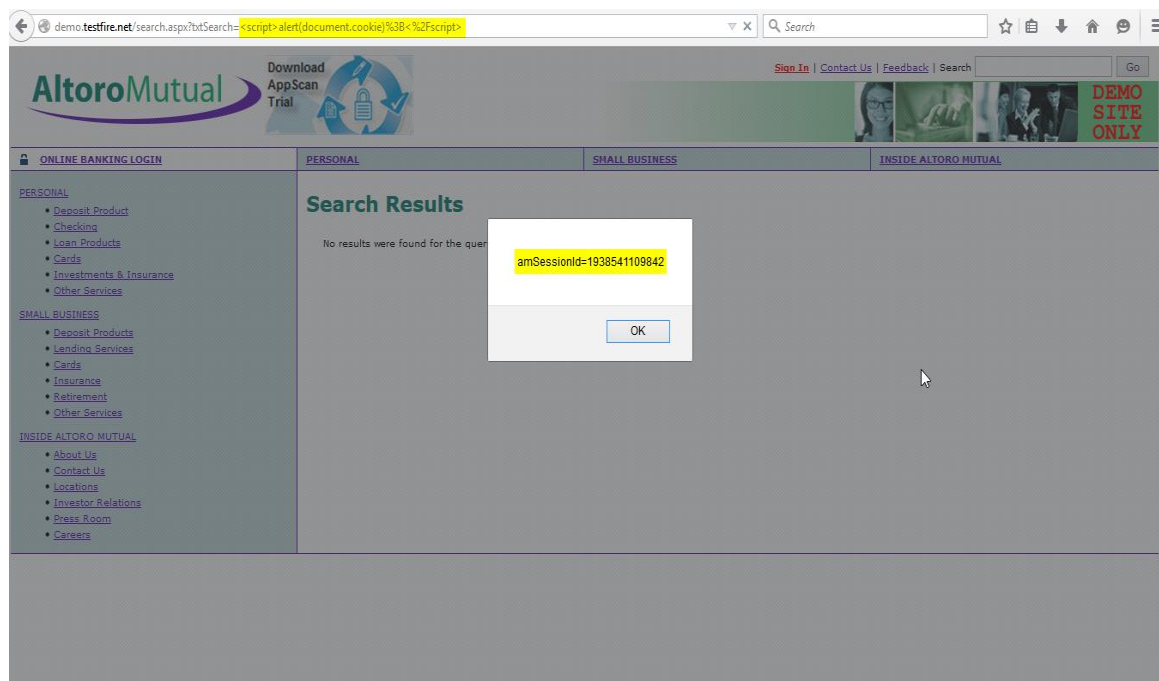 demo.testfire.net/search.aspx?txtSearch=<script>alert(document.cookie)%3B<%2Fscript>
Search
AltoroMutual
Download
AppScan
Trial
Sign In | Contact Us | Feedback | Search
Go
DEMO
SITE
ONLY
ONLINE BANKING LOGIN
PERSONAL
SMALL BUSINESS
INSIDE ALTORO MUTUAL
PERSONAL
Deposit Product
Checking
Loan Products
Cards
Investments & Insurance
Other Services
SMALL BUSINESS
Deposit Products
Lending Services
Cards
Insurance
Retirement
Other Services
INSIDE ALTORO MUTUAL
About Us
Contact Us
Locations
Investor Relations
Press Room
Careers
Search Results
No results were found for the quer
amSessionId=1938541109842
OK